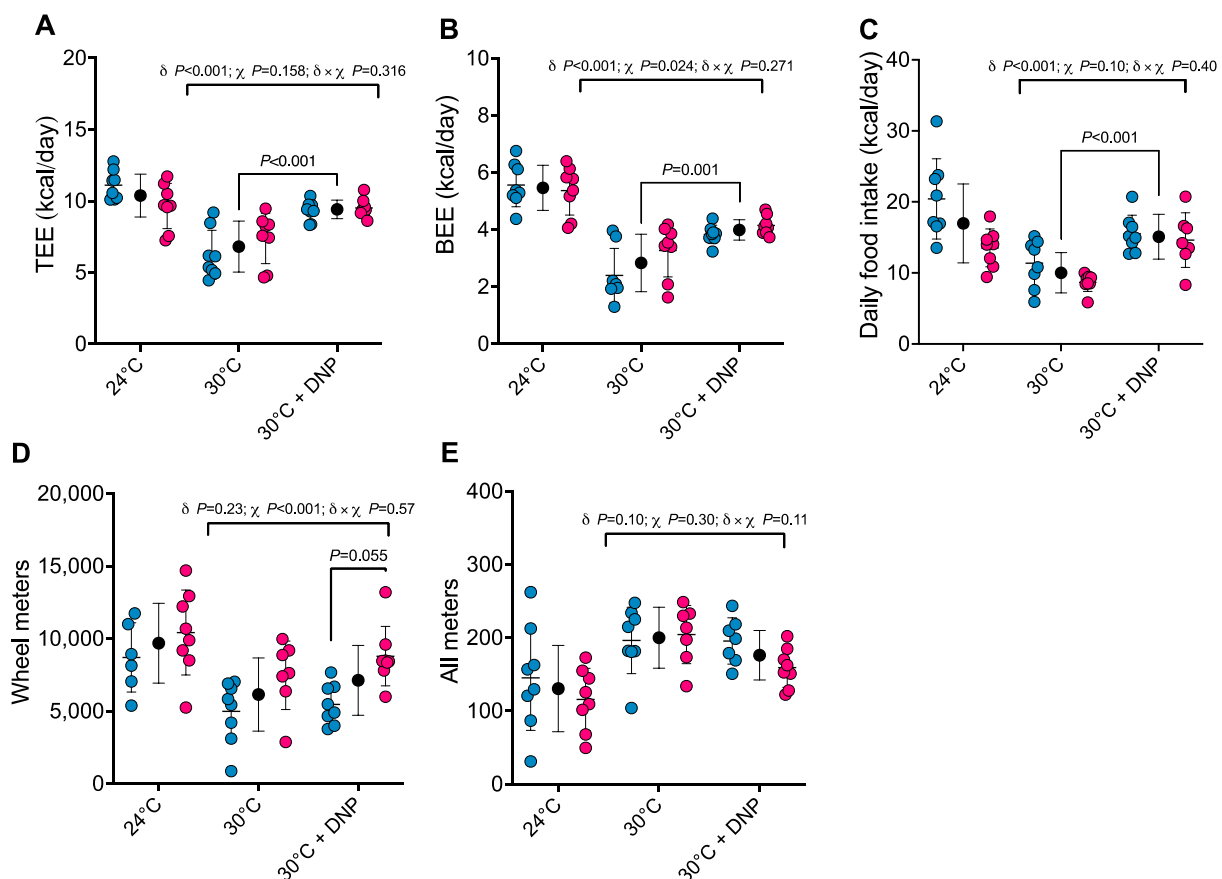 A
TEE (kcal/day)
20
15
10
5
0
δ P<0.001; χ P=0.158; δ × χ P=0.316
P<0.001
24°C
30°C
30°C + DNP
B
BEE (kcal/day)
10
8
6
4
2
0
δ P<0.001; χ P=0.024; δ × χ P=0.271
P=0.001
24°C
30°C
30°C + DNP
C
Daily food intake (kcal/day)
40
30
20
10
0
δ P<0.001; χ P=0.10; δ × χ P=0.40
P<0.001
24°C
30°C
30°C + DNP
D
Wheel meters
20,000
15,000
10,000
5,000
0
δ P=0.23; χ P<0.001; δ × χ P=0.57
P=0.055
24°C
30°C
30°C + DNP
E
All meters
400
300
200
100
0
δ P=0.10; χ P=0.30; δ × χ P=0.11
24°C
30°C
30°C + DNP